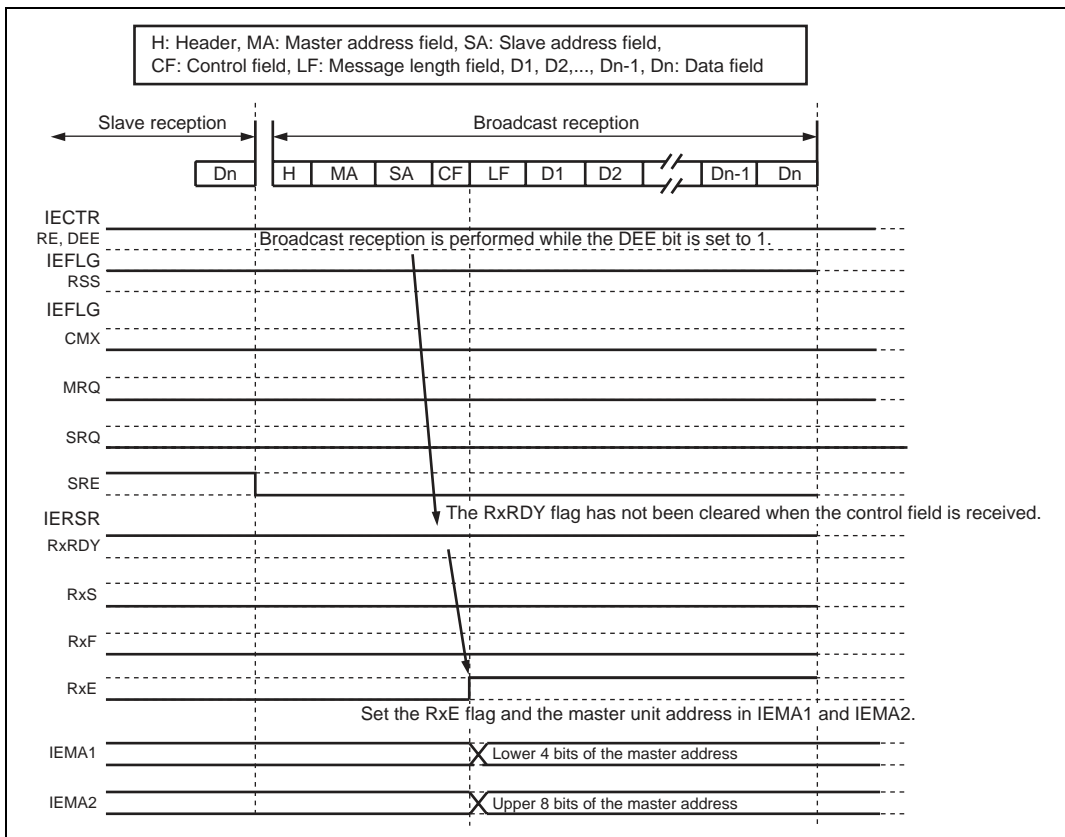 H: Header, MA: Master address field, SA: Slave address field,
CF: Control field, LF: Message length field, D1, D2,..., Dn-1, Dn: Data field
Slave reception
Broadcast reception
Dn H MA SA CF LF D1 D2 Dn-1 Dn
IECTR
RE, DEE
Broadcast reception is performed while the DEE bit is set to 1.
IEFLG
RSS
IEFLG
CMX
MRQ
SRQ
SRE
IERSR
The RxRDY flag has not been cleared when the control field is received.
RxRDY
RxS
RxF
RxE
Set the RxE flag and the master unit address in IEMA1 and IEMA2.
IEMA1
Lower 4 bits of the master address
IEMA2
Upper 8 bits of the master address